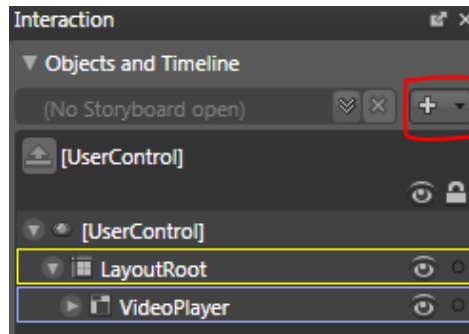 Interaction
Objects and Timeline
(No Storyboard open)
[UserControl]
[UserControl]
LayoutRoot
VideoPlayer